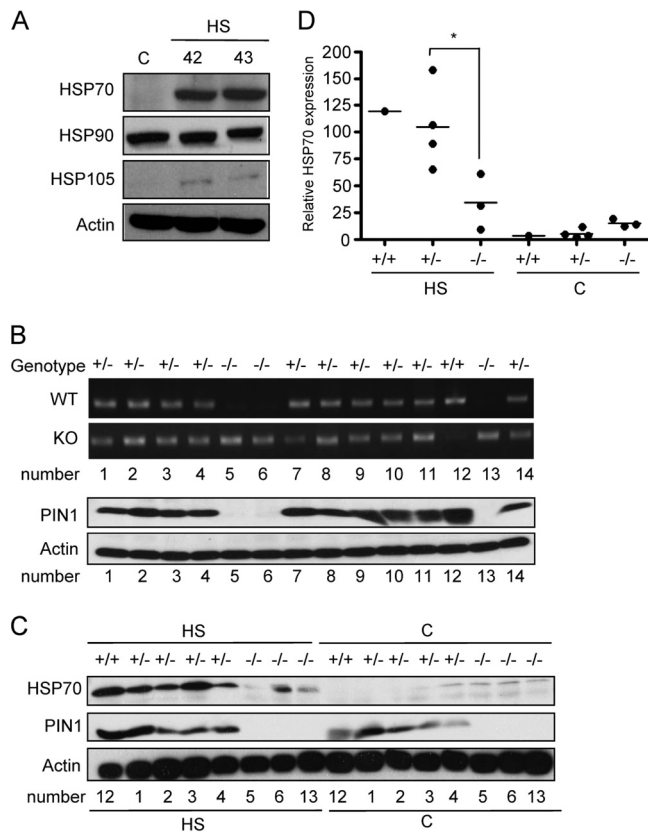 A
HS
C 42 43
HSP70
HSP90
HSP105
Actin
D
*
Relative HSP70 expression
200
150
125
100
75
50
25
0
+/+ +/- -/- +/+ +/- -/-
HS C
B
Genotype +/- +/- +/- +/- -/- -/- +/- +/- +/- +/- +/- +/+ -/- +/-
WT
KO
number 1 2 3 4 5 6 7 8 9 10 11 12 13 14
PIN1
Actin
number 1 2 3 4 5 6 7 8 9 10 11 12 13 14
C
HS C
+/+ +/- +/- +/- +/- -/- -/- -/- +/+ +/- +/- +/- +/- -/- -/- -/-
HSP70
PIN1
Actin
number 12 1 2 3 4 5 6 13 12 1 2 3 4 5 6 13
HS C